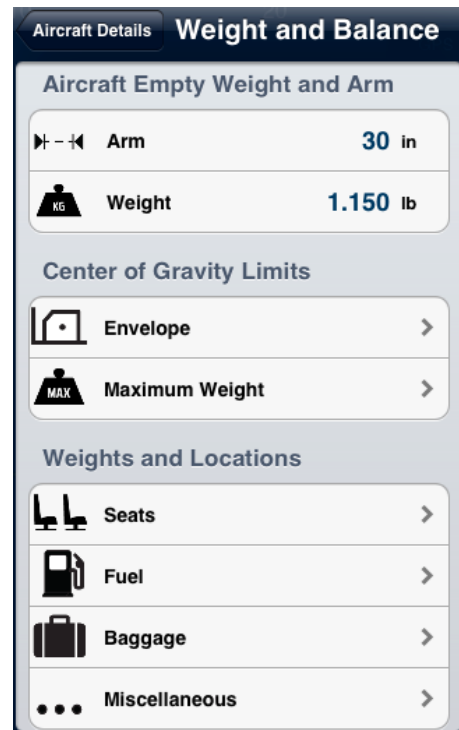 Aircraft Details Weight and Balance
Aircraft Empty Weight and Arm
Arm 30 in
KG Weight 1.150 lb
Center of Gravity Limits
Envelope
MAX Maximum Weight
Weights and Locations
Seats
Fuel
Baggage
Miscellaneous